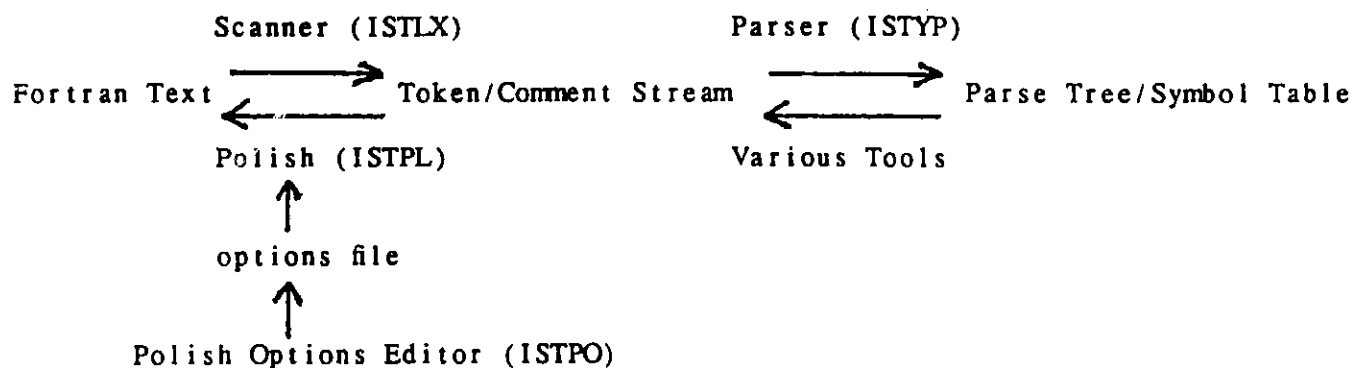 Scanner (ISTLX) Parser (ISTYP)
Fortran Text Token/Comment Stream Parse Tree/Symbol Table
Polish (ISTPL) Various Tools
options file
Polish Options Editor (ISTPO)